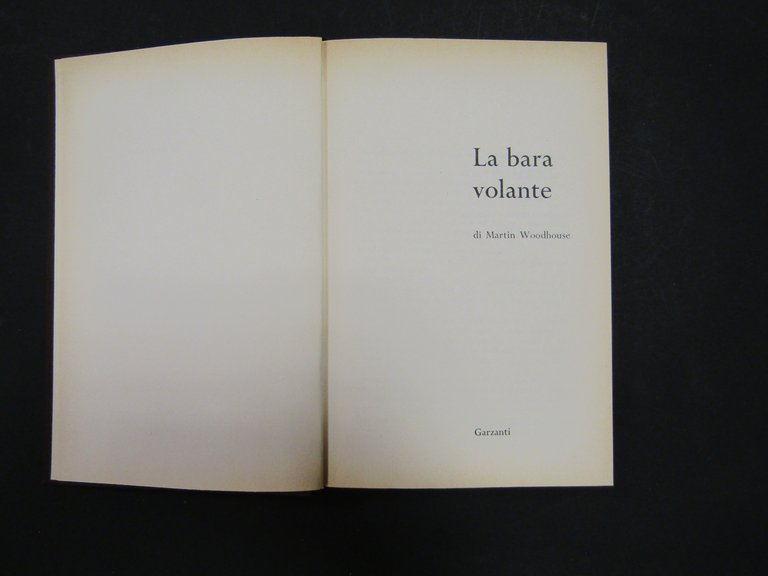 La bara
volante
di Martin Woodhouse
Garzanti